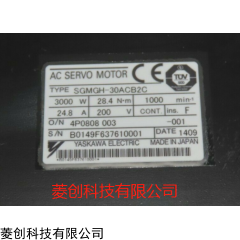 AC SERVO MOTOR
TÜV
TYPE SGMGH-30ACB2C
3000 W 28.4 N·m 1000 min⁻¹
24.8 A 200 V CONT. ins. F
O/N 4P0808 003 -001
S/N B0149F637610001 DATE 1409
YASKAWA ELECTRIC MADE IN JAPAN
菱创科技有限公司
菱创科技有限公司